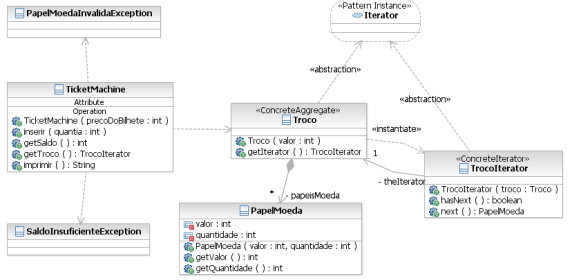 PapelMoedaInvalidaException
«Pattern Instance»
Iterator
TicketMachine
Attribute
Operation
TicketMachine ( precoDoBilhete : int )
inserir ( quantia : int )
getSaldo ( ) : int
getTroco ( ) : TrocoIterator
imprimir ( ) : String
«abstraction»
«abstraction»
«ConcreteAggregate»
Troco
Troco ( valor : int )
getIterator ( ) : TrocoIterator
«instantiate»
1
- theIterator
«ConcreteIterator»
TrocoIterator
TrocoIterator ( troco : Troco )
hasNext ( ) : boolean
next ( ) : PapelMoeda
*
- papeisMoeda
PapelMoeda
valor : int
quantidade : int
PapelMoeda ( valor : int, quantidade : int )
getValor ( ) : int
getQuantidade ( ) : int
SaldoInsuficienteException